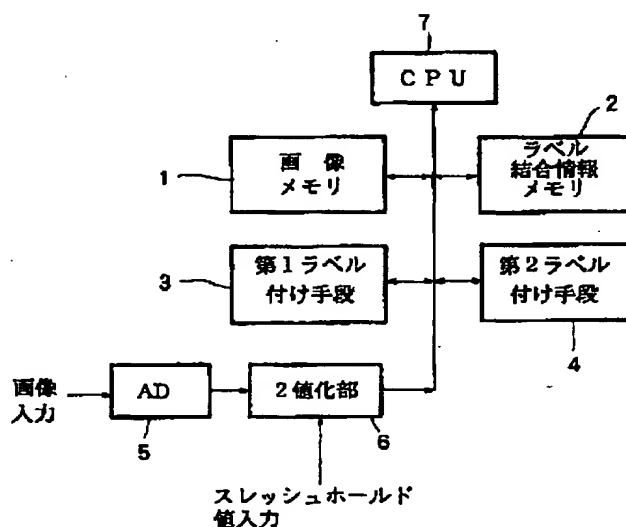 7
CPU
2
1
画像
メモリ
ラベル
結合情報
メモリ
3
第1ラベル
付け手段
第2ラベル
付け手段
4
画像
入力
AD
5
2値化部
6
スレッシュホールド
値入力